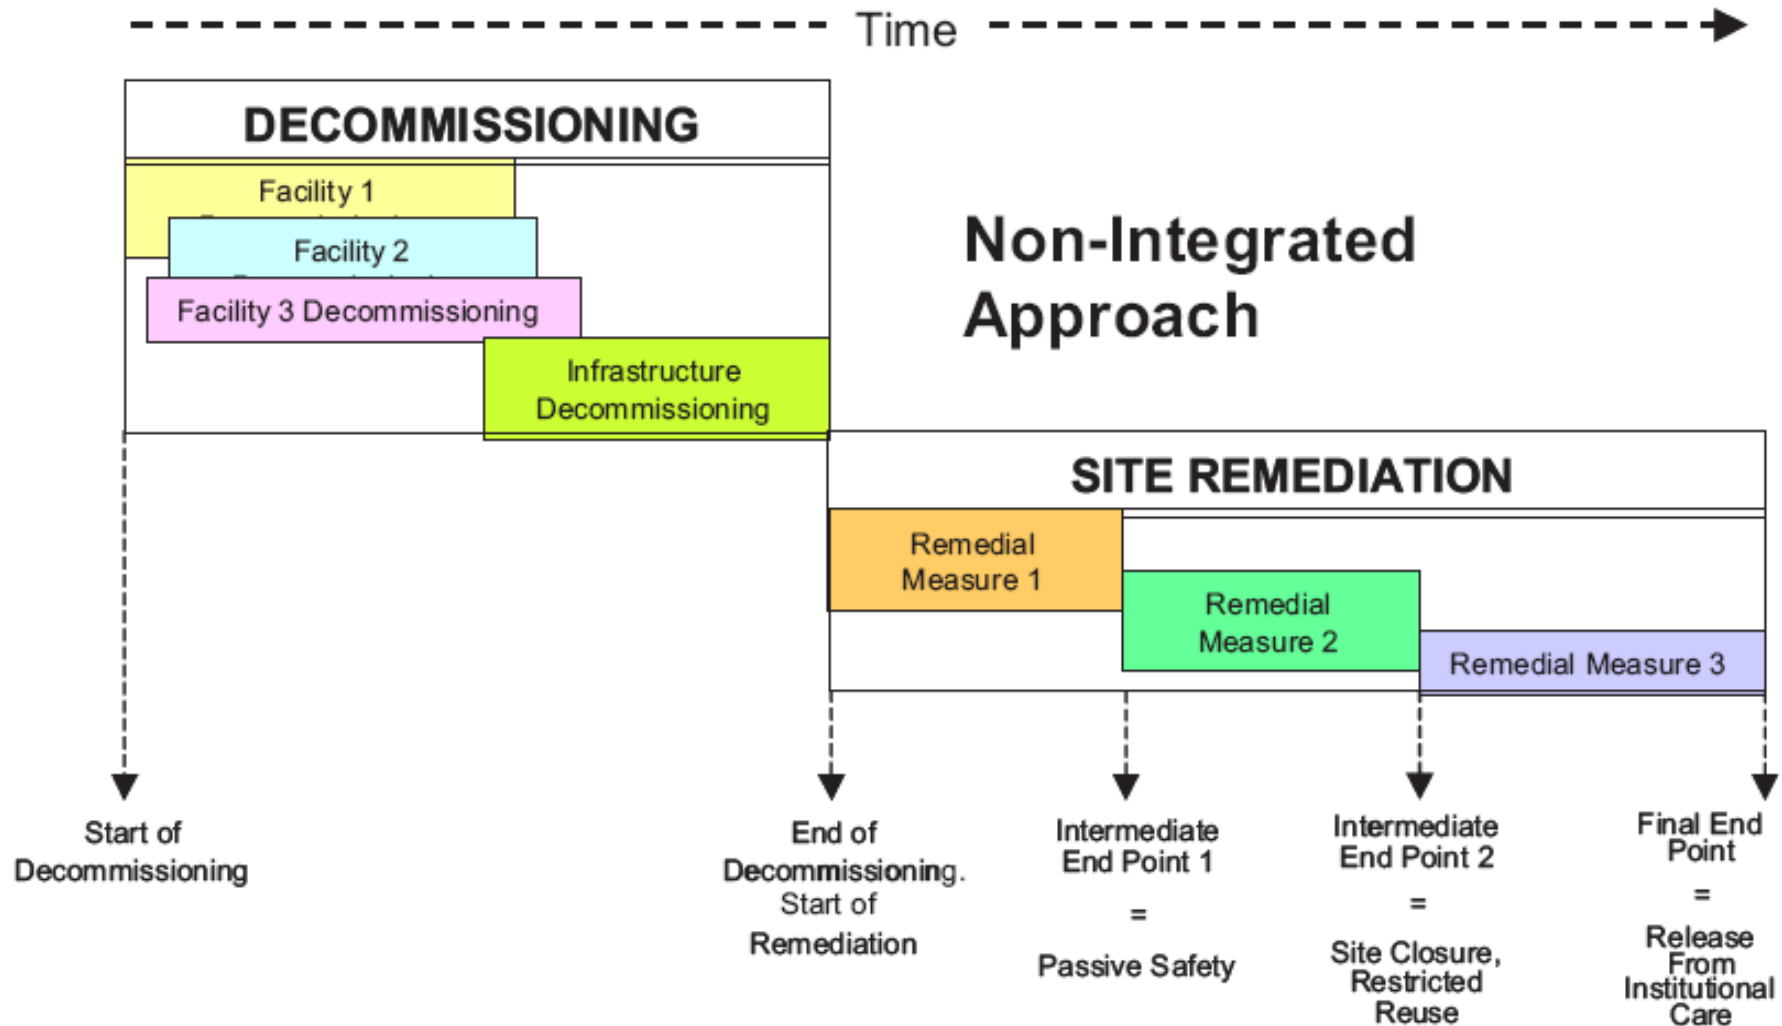 Time
DECOMMISSIONING
Facility 1
Facility 2
Facility 3 Decommissioning
Infrastructure
Decommissioning
Non-Integrated
Approach
SITE REMEDIATION
Remedial
Measure 1
Remedial
Measure 2
Remedial Measure 3
Start of
Decommissioning
End of
Decommissioning.
Start of
Remediation
Intermediate
End Point 1
=
Passive Safety
Intermediate
End Point 2
=
Site Closure,
Restricted
Reuse
Final End
Point
=
Release
From
Institutional
Care